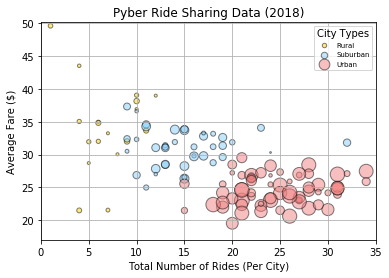 Pyber Ride Sharing Data (2018)
City Types
Rural
Suburban
Urban
50
45
40
35
30
25
20
Average Fare ($)
0 5 10 15 20 25 30 35
Total Number of Rides (Per City)